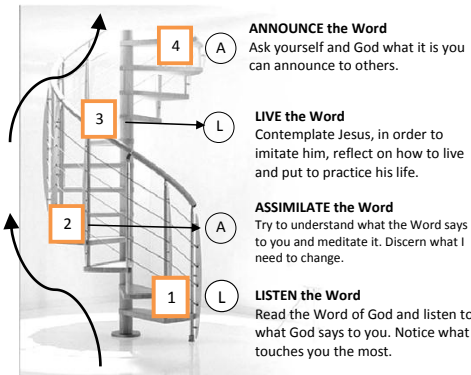 4
A
ANNOUNCE the Word
Ask yourself and God what it is you
can announce to others.
3
L
LIVE the Word
Contemplate Jesus, in order to
imitate him, reflect on how to live
and put to practice his life.
2
A
ASSIMILATE the Word
Try to understand what the Word says
to you and meditate it. Discern what I
need to change.
1
L
LISTEN the Word
Read the Word of God and listen to
what God says to you. Notice what
touches you the most.